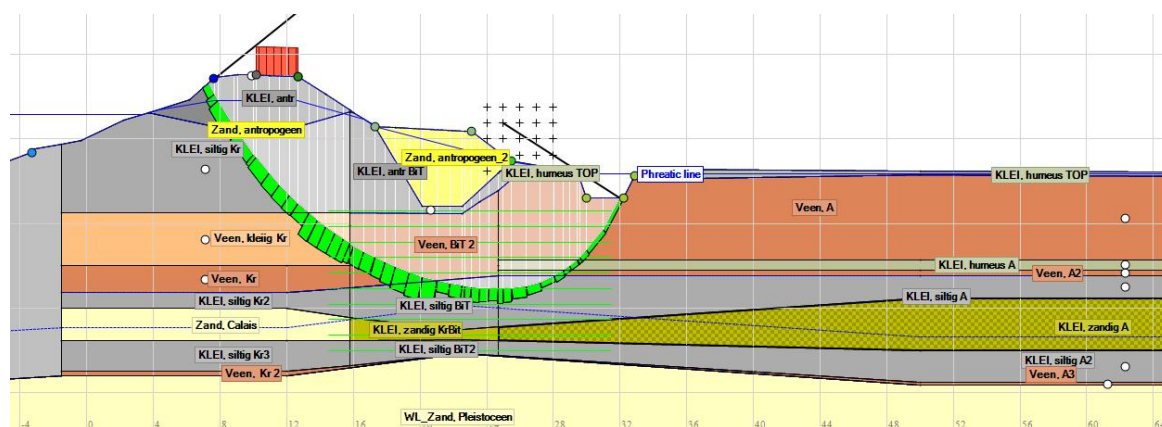 KLEI, antr
Zand, antropogeen
KLEI, siltig Kr
Zand, antropogeen_2
KLEI, antr BiT
KLEI, humeus TOP
Phreatic line
KLEI, humeus TOP
Veen, A
Veen, kleiig Kr
Veen, BiT 2
KLEI, humeus A
Veen, A2
Veen, Kr
KLEI, siltig Kr2
KLEI, siltig BiT
KLEI, siltig A
Zand, Calais
KLEI, zandig KrBit
KLEI, zandig A
KLEI, siltig Kr3
KLEI, siltig BiT2
KLEI, siltig A2
Veen, Kr 2
Veen, A3
WL_Zand, Pleistoceen
-4 0 4 8 12 16 24 28 32 36 40 44 48 52 56 60 64